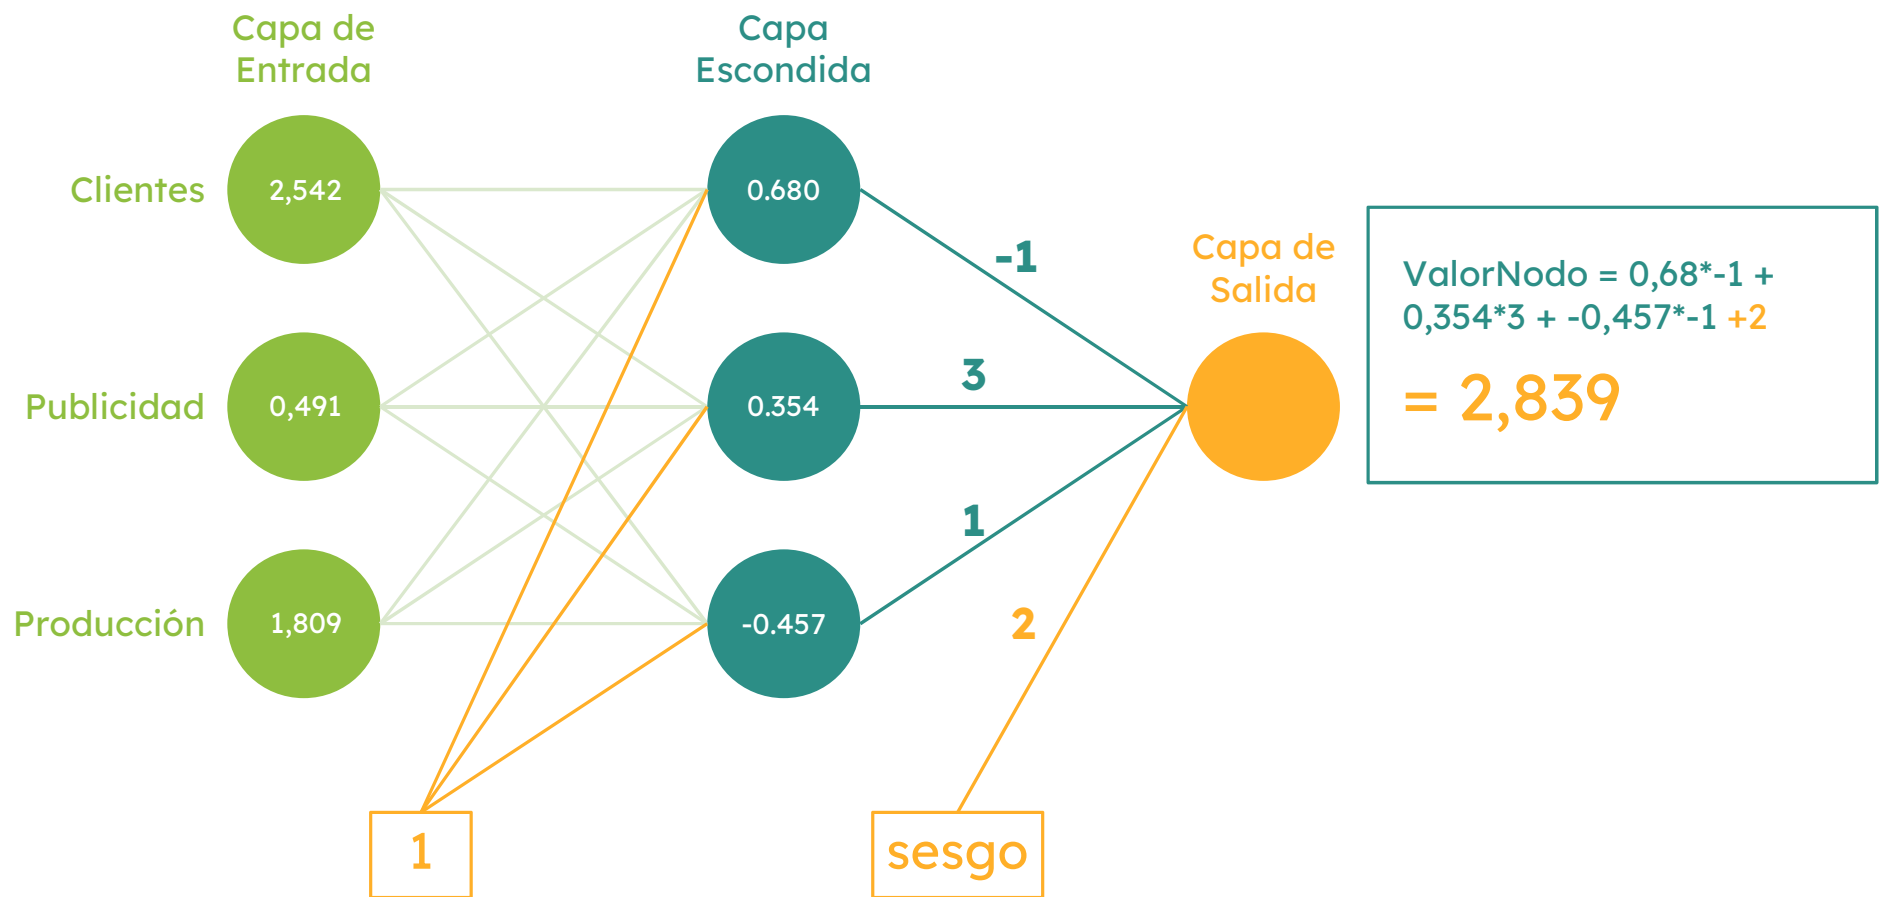 Capa de
Entrada
Capa
Escondida
Clientes
2,542
0.680
-1
Capa de
Salida
ValorNodo = 0,68*-1 +
0,354*3 + -0,457*-1 +2
= 2,839
Publicidad
0,491
0.354
3
1
Producción
1,809
-0.457
2
1
sesgo